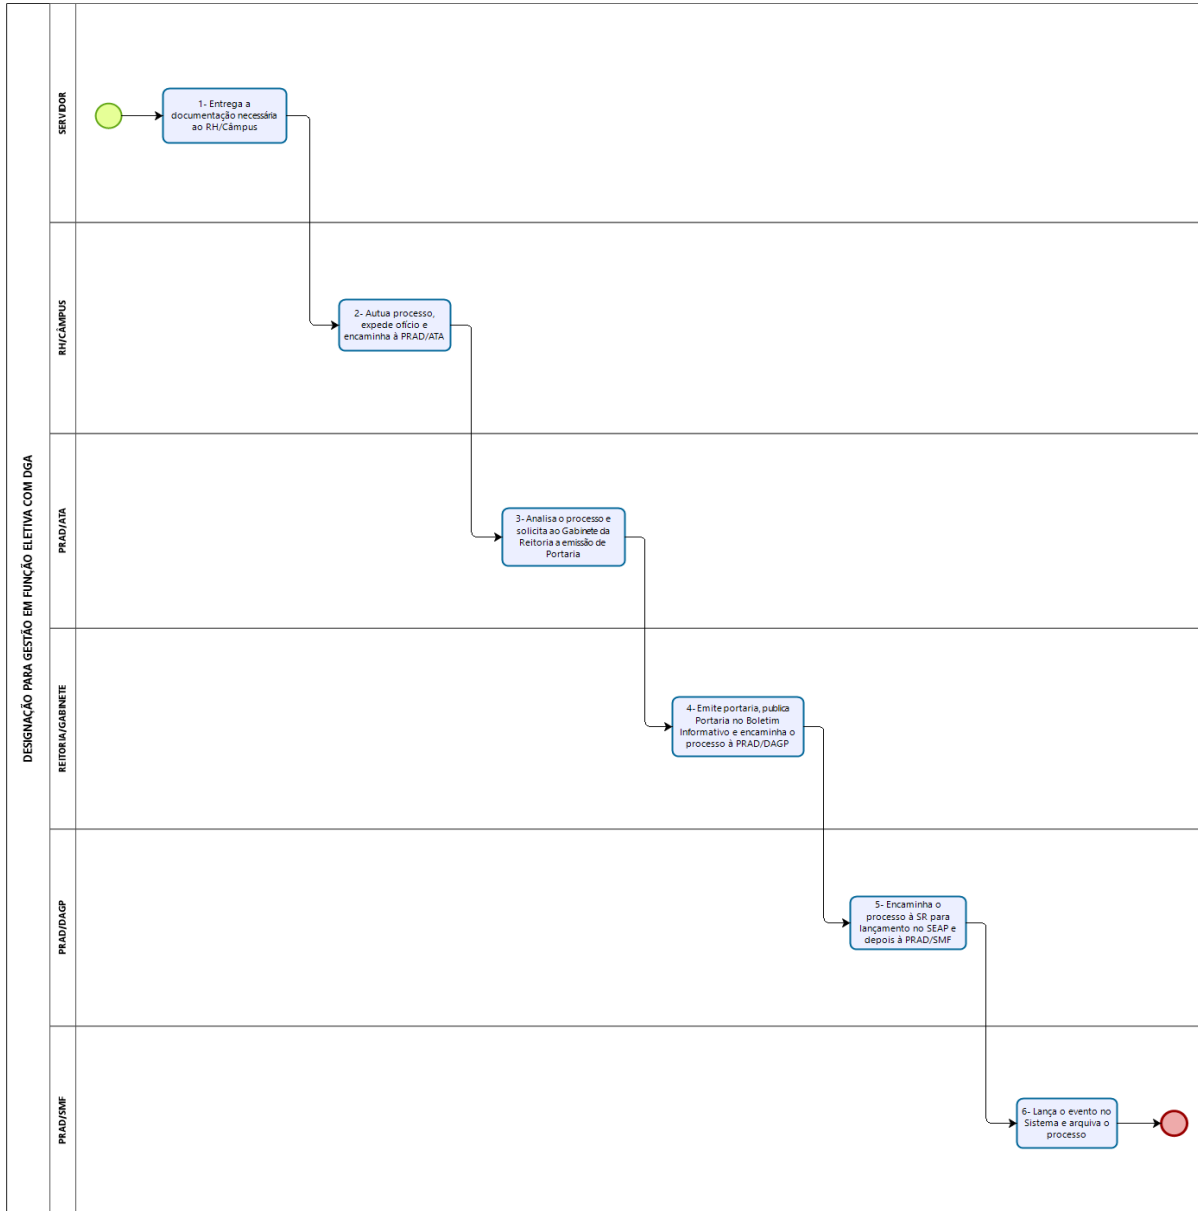 DESIGNAÇÃO PARA GESTÃO EM FUNÇÃO ELETIVA COM DGA
SERVIDOR
1- Entrega a
documentação necessária
ao RH/Câmpus
RH/CÂMPUS
2- Autua processo,
expede ofício e
encaminha à PRAD/ATA
PRAD/ATA
3- Analisa o processo e
solicita ao Gabinete da
Reitoria a emissão de
Portaria
REITORIA/GABINETE
4- Emite portaria, publica
Portaria no Boletim
Informativo e encaminha o
processo à PRAD/DAGP
PRAD/DAGP
5- Encaminha o
processo à SR para
lançamento no SEAP e
depois à PRAD/SMF
PRAD/SMF
6- Lança o evento no
Sistema e arquiva o
processo